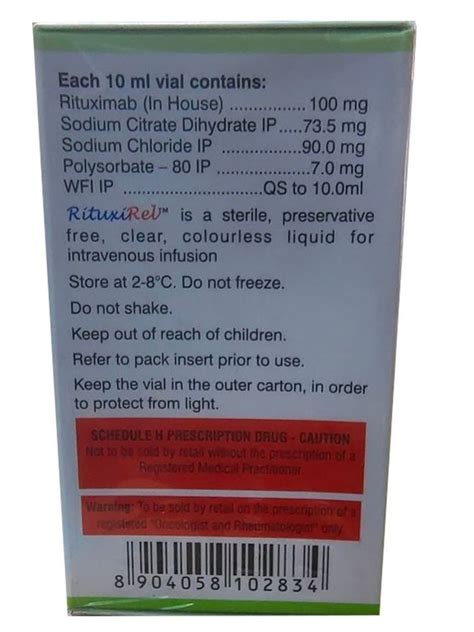 Each 10 ml vial contains:
Rituximab (In House) .............. 100 mg
Sodium Citrate Dihydrate IP.....73.5 mg
Sodium Chloride IP ..................90.0 mg
Polysorbate – 80 IP ...................7.0 mg
WFI IP ........................QS to 10.0ml
RituxiRel™ is a sterile, preservative
free, clear, colourless liquid for
intravenous infusion
Store at 2-8°C. Do not freeze.
Do not shake.
Keep out of reach of children.
Refer to pack insert prior to use.
Keep the vial in the outer carton, in order
to protect from light.
SCHEDULE H PRESCRIPTION DRUG - CAUTION
Not to be sold by retail without the prescription of a
Registered Medical Practitioner.
Warning: To be sold by retail on the prescription of a
registered "Oncologist and Rheumatologist" only.
8 904058 102834